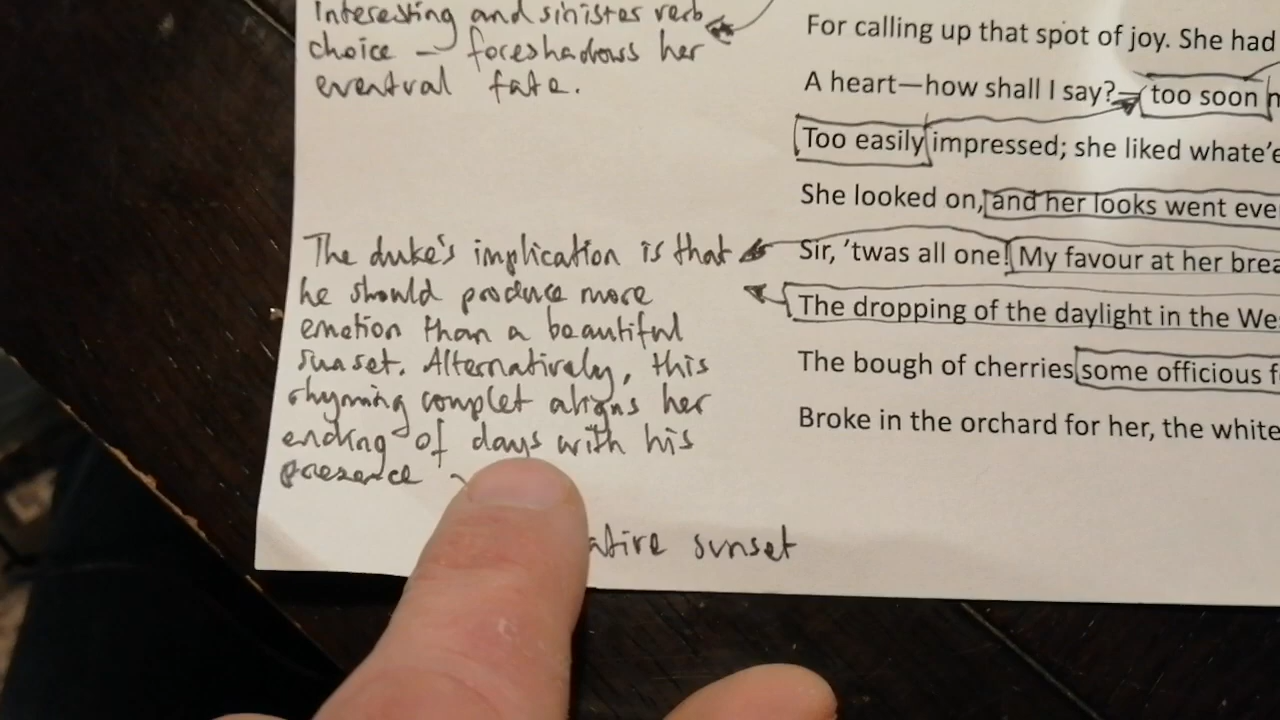 Interesting and sinister verb
choice – foreshadows her
eventual fate.
The duke's implication is that
he should produce more
emotion than a beautiful
sunset. Alternatively, this
rhyming couplet aligns her
ending of days with his
presence
sunset
For calling up that spot of joy. She had
A heart—how shall I say?— too soon
Too easily impressed; she liked whate'e
She looked on, and her looks went eve
Sir, 'twas all one! My favour at her brea
The dropping of the daylight in the We
The bough of cherries some officious f
Broke in the orchard for her, the white